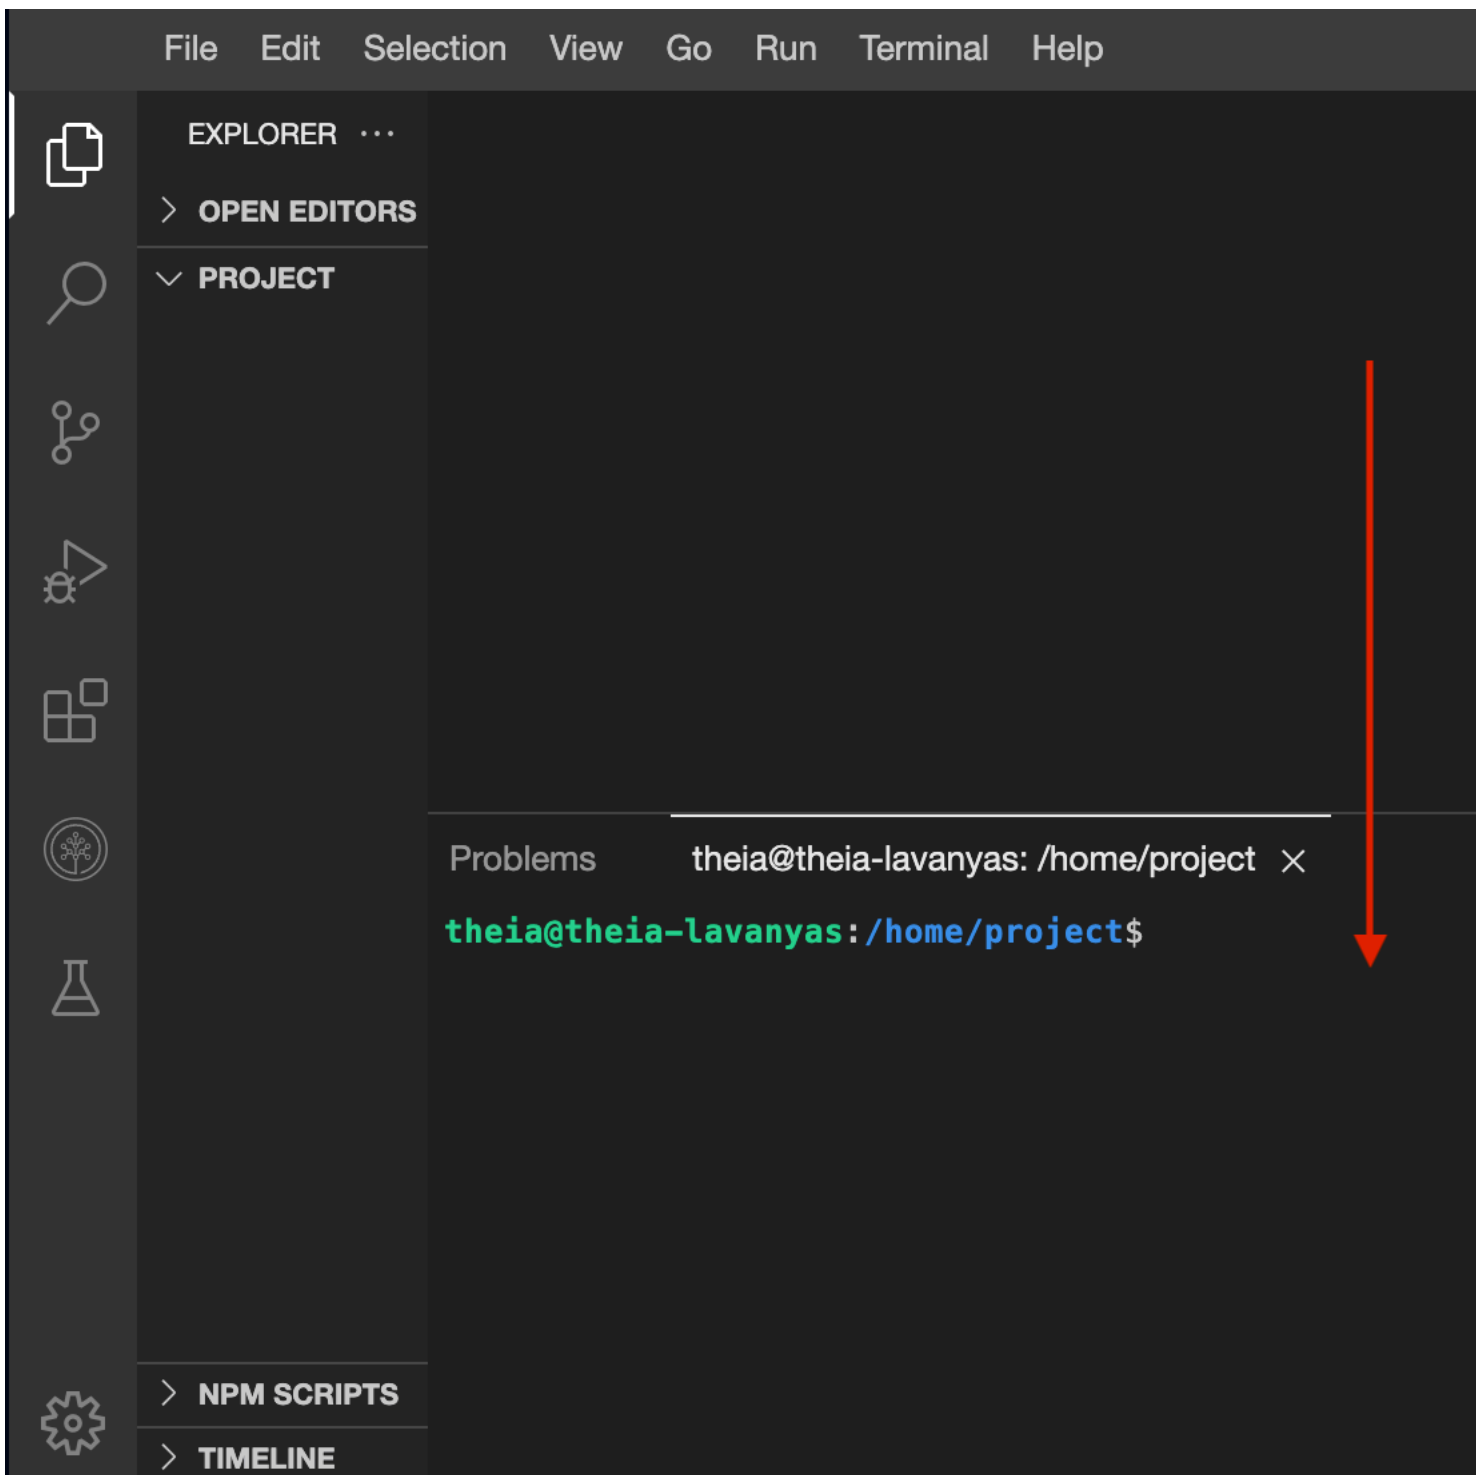 File Edit Selection View Go Run Terminal Help
EXPLORER ···
OPEN EDITORS
PROJECT
Problems theia@theia-lavanyas: /home/project
theia@theia-lavanyas:/home/project$
NPM SCRIPTS
TIMELINE